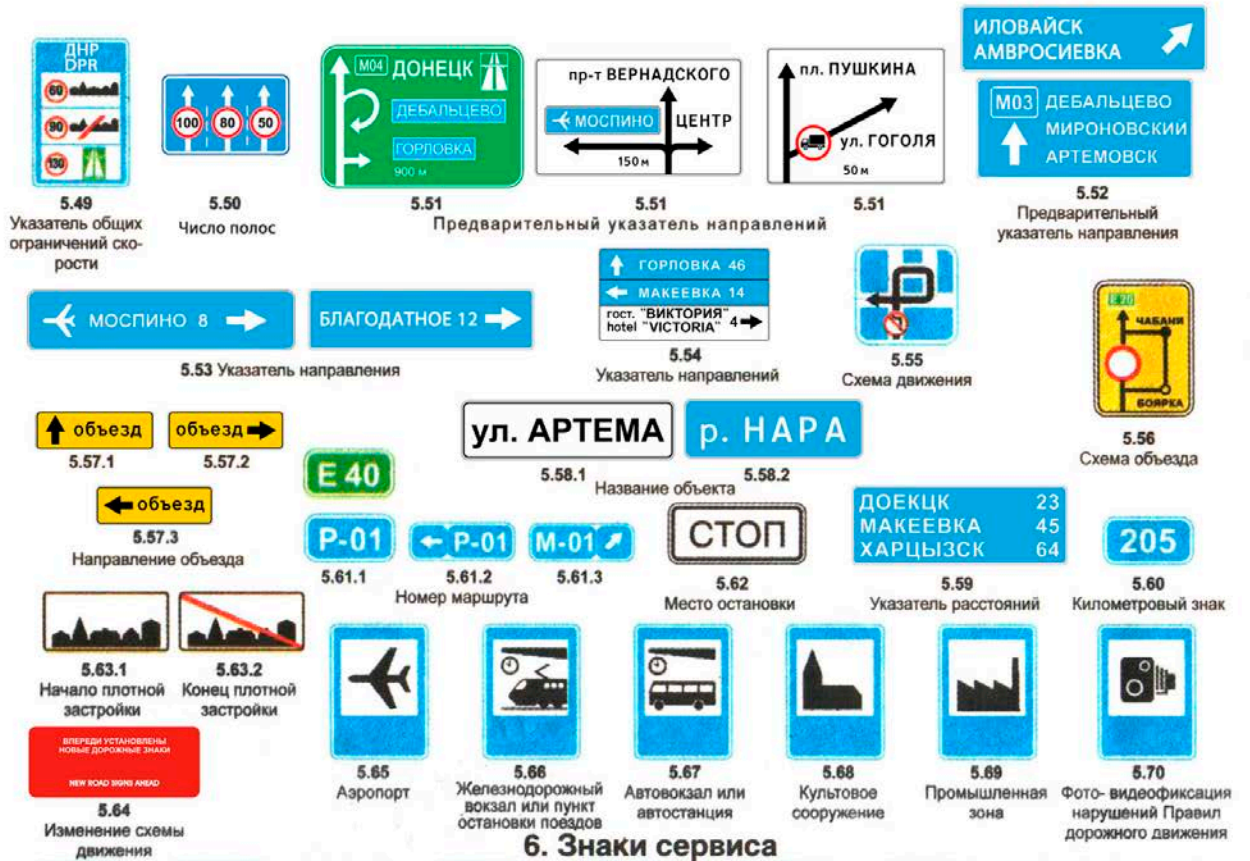 ДНР
DPR
60
90
130
5.49
Указатель общих
ограничений ско-
рости
100 80 50
5.50
Число полос
М04 ДОНЕЦК
ДЕБАЛЬЦЕВО
ГОРЛОВКА
900 м
5.51
пр-т ВЕРНАДСКОГО
МОСПИНО
ЦЕНТР
150 м
5.51
пл. ПУШКИНА
ул. ГОГОЛЯ
50 м
5.51
Предварительный указатель направлений
ИЛОВАЙСК
АМВРОСИЕВКА
М03 ДЕБАЛЬЦЕВО
МИРОНОВСКИЙ
АРТЕМОВСК
5.52
Предварительный
указатель направления
МОСПИНО 8
БЛАГОДАТНОЕ 12
5.53 Указатель направления
ГОРЛОВКА 46
МАКЕЕВКА 14
гост. "ВИКТОРИЯ"
hotel "VICTORIA" 4
5.54
Указатель направлений
5.55
Схема движения
ЧАБАНИ
БОЯРКА
5.56
Схема объезда
объезд
5.57.1
объезд
5.57.2
объезд
5.57.3
Направление объезда
ул. АРТЕМА
5.58.1
р. НАРА
5.58.2
Название объекта
Е 40
Р-01
5.61.1
Р-01
5.61.2
М-01
5.61.3
Номер маршрута
СТОП
5.62
Место остановки
ДОЕКЦК 23
МАКЕЕВКА 45
ХАРЦЫЗСК 64
5.59
Указатель расстояний
205
5.60
Километровый знак
5.63.1
Начало плотной
застройки
5.63.2
Конец плотной
застройки
ВПЕРЕДИ УСТАНОВЛЕНЫ
НОВЫЕ ДОРОЖНЫЕ ЗНАКИ
NEW ROAD SIGNS AHEAD
5.64
Изменение схемы
движения
5.65
Аэропорт
5.66
Железнодорожный
вокзал или пункт
остановки поездов
5.67
Автовокзал или
автостанция
5.68
Культовое
сооружение
5.69
Промышленная
зона
5.70
Фото- видеофиксация
нарушений Правил
дорожного движения
6. Знаки сервиса